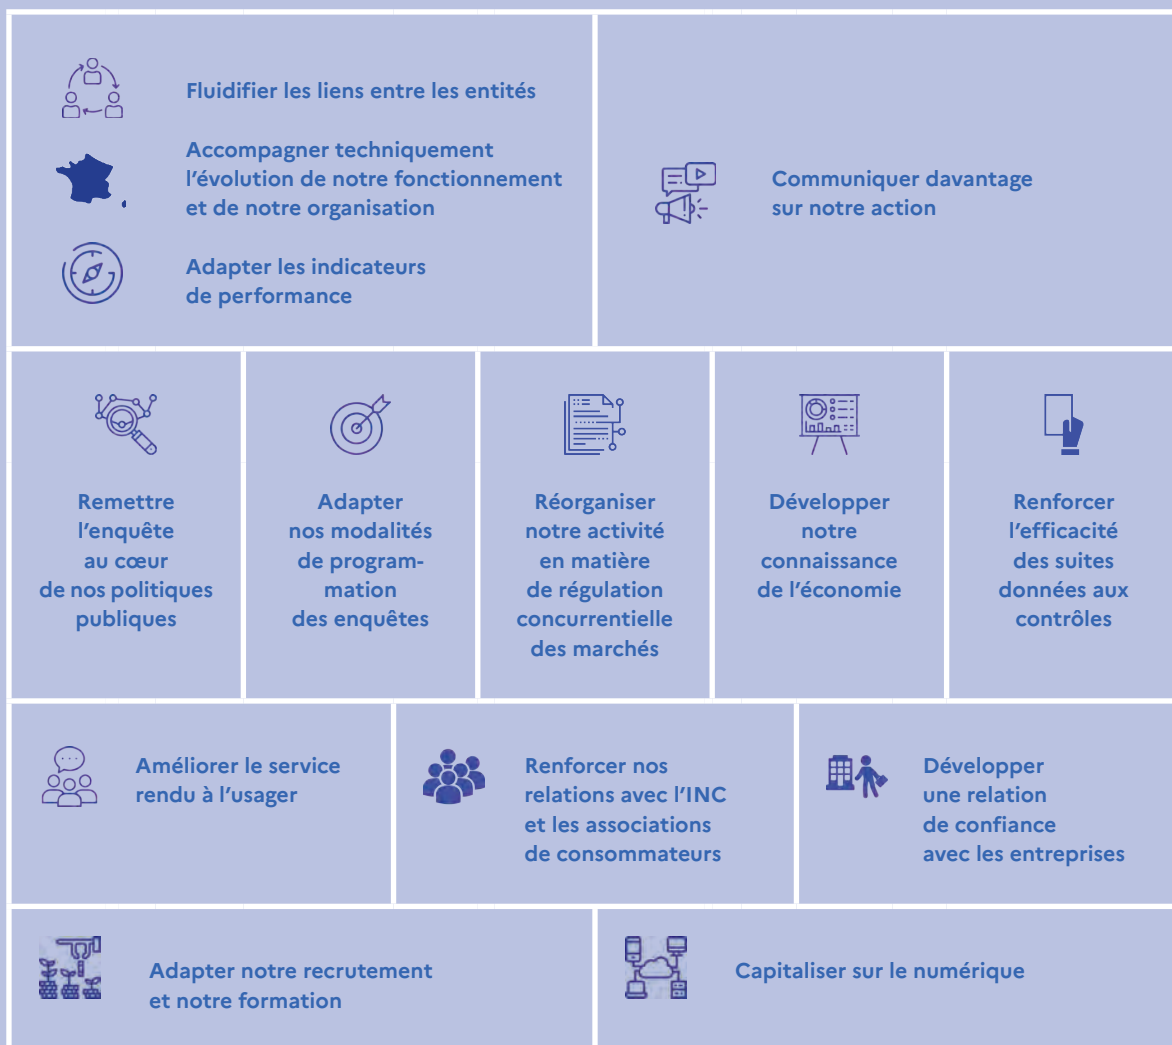 Fluidifier les liens entre les entités
Accompagner techniquement
l'évolution de notre fonctionnement
et de notre organisation
Adapter les indicateurs
de performance
Communiquer davantage
sur notre action
Remettre
l'enquête
au cœur
de nos politiques
publiques
Adapter
nos modalités
de program-
mation
des enquêtes
Réorganiser
notre activité
en matière
de régulation
concurrentielle
des marchés
Développer
notre
connaissance
de l'économie
Renforcer
l'efficacité
des suites
données aux
contrôles
Améliorer le service
rendu à l'usager
Renforcer nos
relations avec l'INC
et les associations
de consommateurs
Développer
une relation
de confiance
avec les entreprises
Adapter notre recrutement
et notre formation
Capitaliser sur le numérique